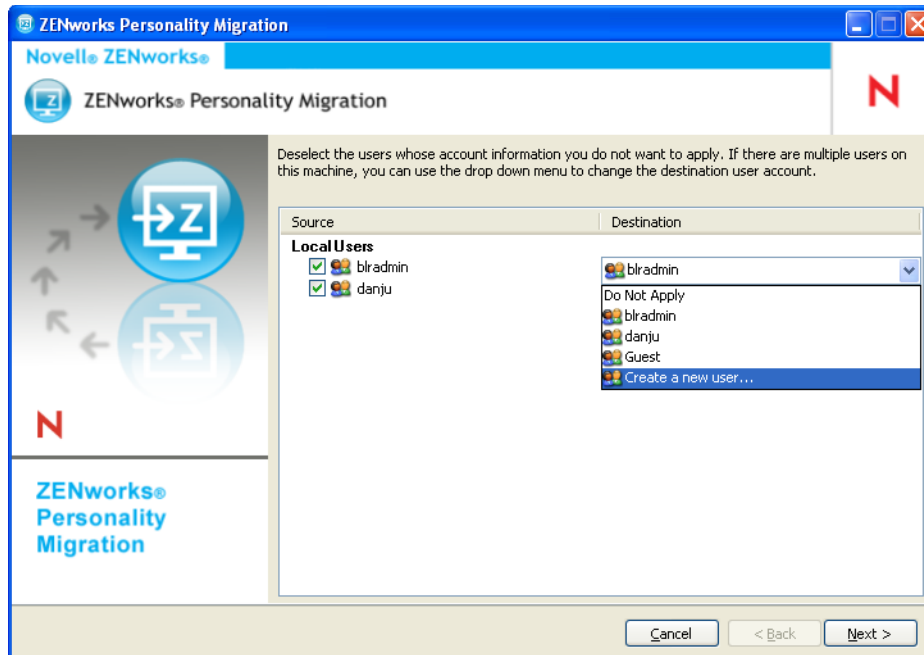 ZENworks Personality Migration
Novell® ZENworks®
ZENworks® Personality Migration
N
Deselect the users whose account information you do not want to apply. If there are multiple users on
this machine, you can use the drop down menu to change the destination user account.
Source Destination
Local Users
blradmin blradmin
danju
Do Not Apply
blradmin
danju
Guest
Create a new user...
Z
N
ZENworks®
Personality
Migration
Cancel < Back Next >